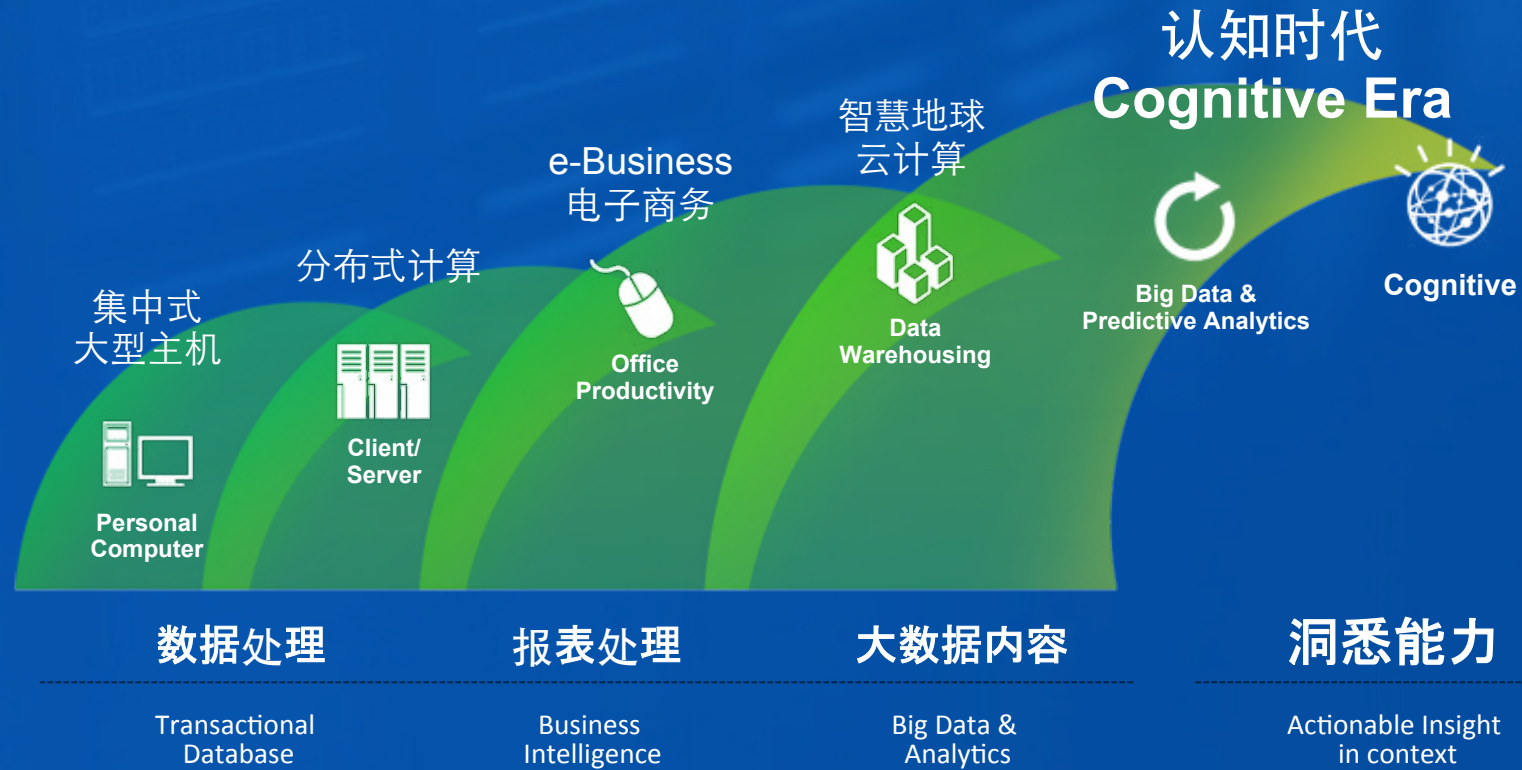 认知时代
Cognitive Era
智慧地球
云计算
e-Business
电子商务
分布式计算
集中式
大型主机
Personal
Computer
Client/
Server
Office
Productivity
Data
Warehousing
Big Data &
Predictive Analytics
Cognitive
数据处理
报表处理
大数据内容
洞悉能力
Transactional
Database
Business
Intelligence
Big Data &
Analytics
Actionable Insight
in context